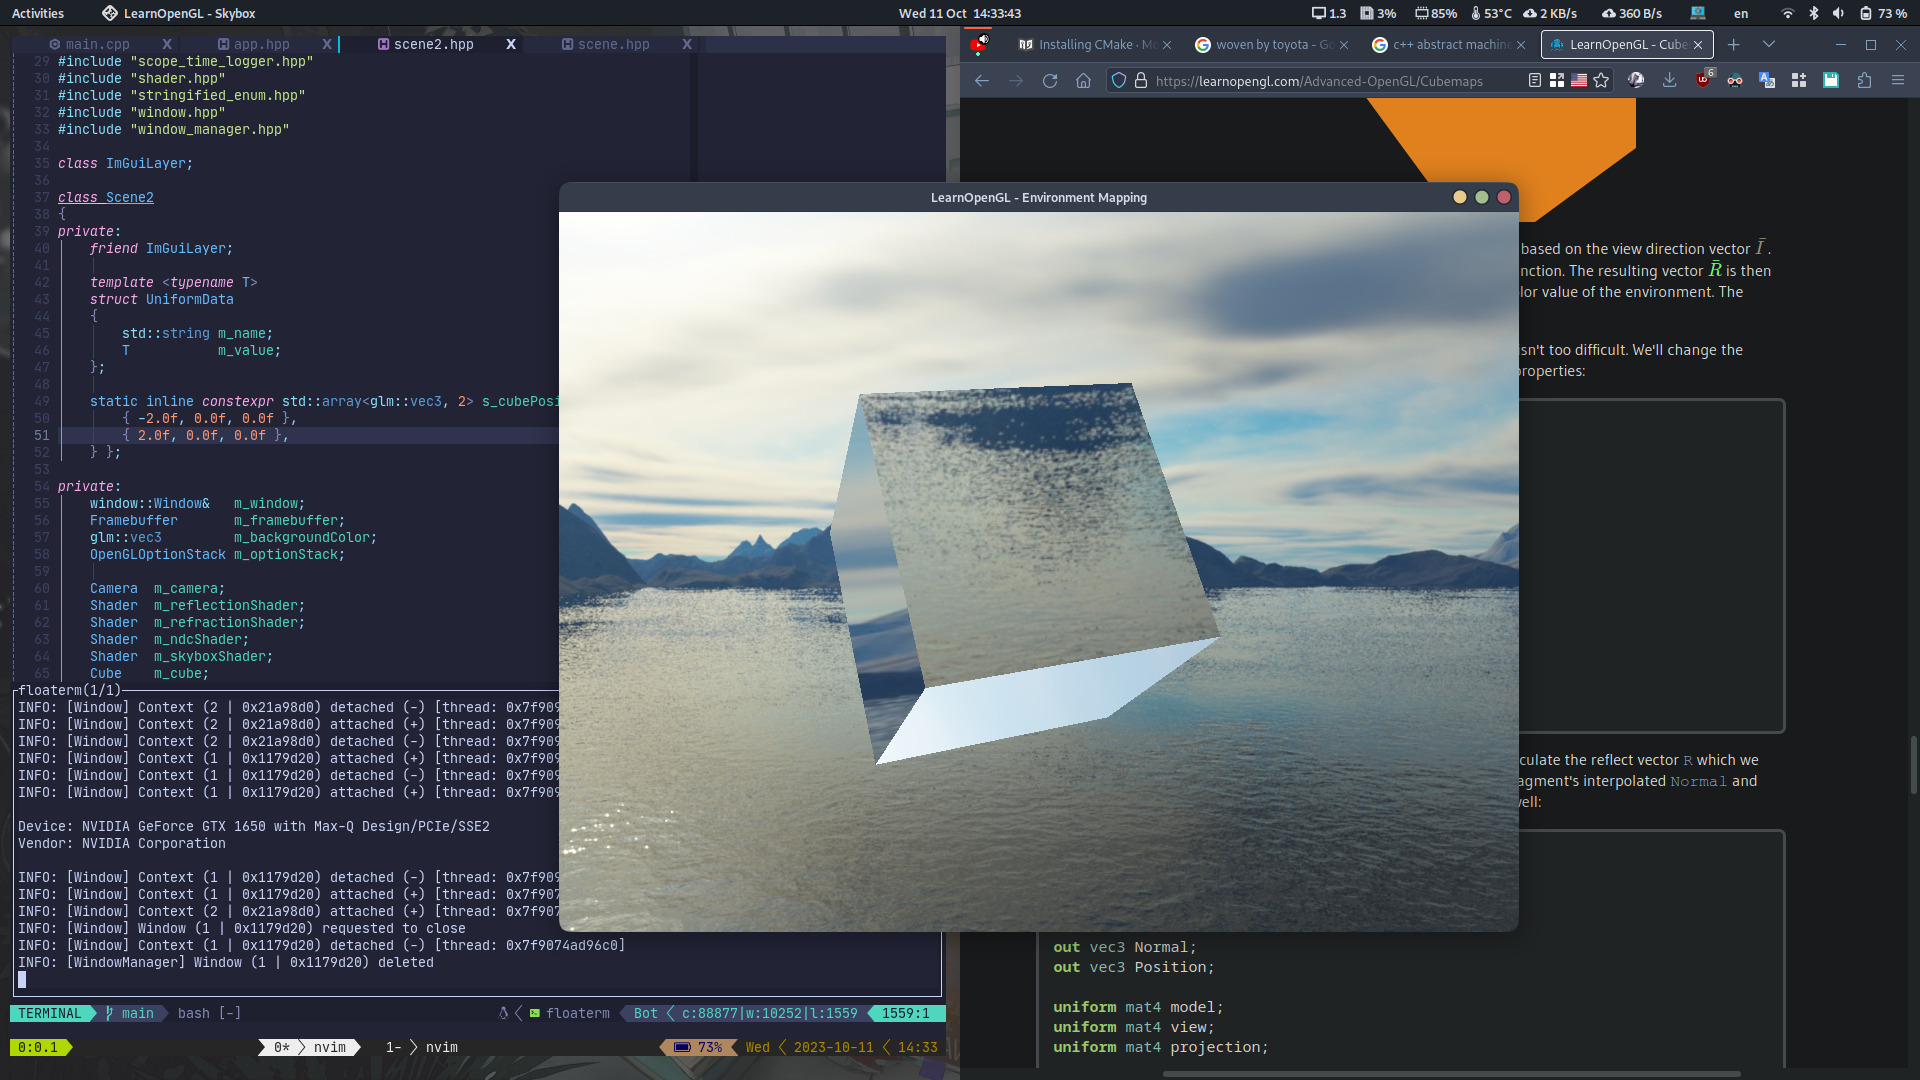 Activities LearnOpenGL - Skybox Wed 11 Oct 14:33:43 1.3 3% 85% 53°C 2 KB/s 360 B/s en 73 %
main.cpp X app.hpp X scene2.hpp X scene.hpp X
29 #include "scope_time_logger.hpp"
30 #include "shader.hpp"
31 #include "stringified_enum.hpp"
32 #include "window.hpp"
33 #include "window_manager.hpp"
34
35 class ImGuiLayer;
36
37 class Scene2
38 {
39 private:
40 friend ImGuiLayer;
41
42 template <typename T>
43 struct UniformData
44 {
45 std::string m_name;
46 T m_value;
47 };
48
49 static inline constexpr std::array<glm::vec3, 2> s_cubePosi
50 { -2.0f, 0.0f, 0.0f },
51 { 2.0f, 0.0f, 0.0f },
52 } };
53
54 private:
55 window::Window& m_window;
56 Framebuffer m_framebuffer;
57 glm::vec3 m_backgroundColor;
58 OpenGLOptionStack m_optionStack;
59
60 Camera m_camera;
61 Shader m_reflectionShader;
62 Shader m_refractionShader;
63 Shader m_ndcShader;
64 Shader m_skyboxShader;
65 Cube m_cube;
floaterm(1/1)
INFO: [Window] Context (2 | 0x21a98d0) detached (-) [thread: 0x7f909
INFO: [Window] Context (2 | 0x21a98d0) attached (+) [thread: 0x7f909
INFO: [Window] Context (2 | 0x21a98d0) detached (-) [thread: 0x7f909
INFO: [Window] Context (1 | 0x1179d20) attached (+) [thread: 0x7f909
INFO: [Window] Context (1 | 0x1179d20) detached (-) [thread: 0x7f909
INFO: [Window] Context (1 | 0x1179d20) attached (+) [thread: 0x7f909
Device: NVIDIA GeForce GTX 1650 with Max-Q Design/PCIe/SSE2
Vendor: NVIDIA Corporation
INFO: [Window] Context (1 | 0x1179d20) detached (-) [thread: 0x7f909
INFO: [Window] Context (1 | 0x1179d20) attached (+) [thread: 0x7f907
INFO: [Window] Context (2 | 0x21a98d0) attached (+) [thread: 0x7f907
INFO: [Window] Window (1 | 0x1179d20) requested to close
INFO: [Window] Context (1 | 0x1179d20) detached (-) [thread: 0x7f9074ad96c0]
INFO: [WindowManager] Window (1 | 0x1179d20) deleted
TERMINAL main bash [-] floaterm Bot c:88877|w:10252|l:1559 1559:1
0:0.1 0* nvim 1- nvim 73% Wed 2023-10-11 14:33
LearnOpenGL - Environment Mapping
Installing CMake · Mo woven by toyota - Go c++ abstract machine LearnOpenGL - Cube
https://learnopengl.com/Advanced-OpenGL/Cubemaps 6
based on the view direction vector Ī.
nction. The resulting vector R̄ is then
lor value of the environment. The
isn't too difficult. We'll change the
properties:
culate the reflect vector R which we
agment's interpolated Normal and
well:
out vec3 Normal;
out vec3 Position;
uniform mat4 model;
uniform mat4 view;
uniform mat4 projection;